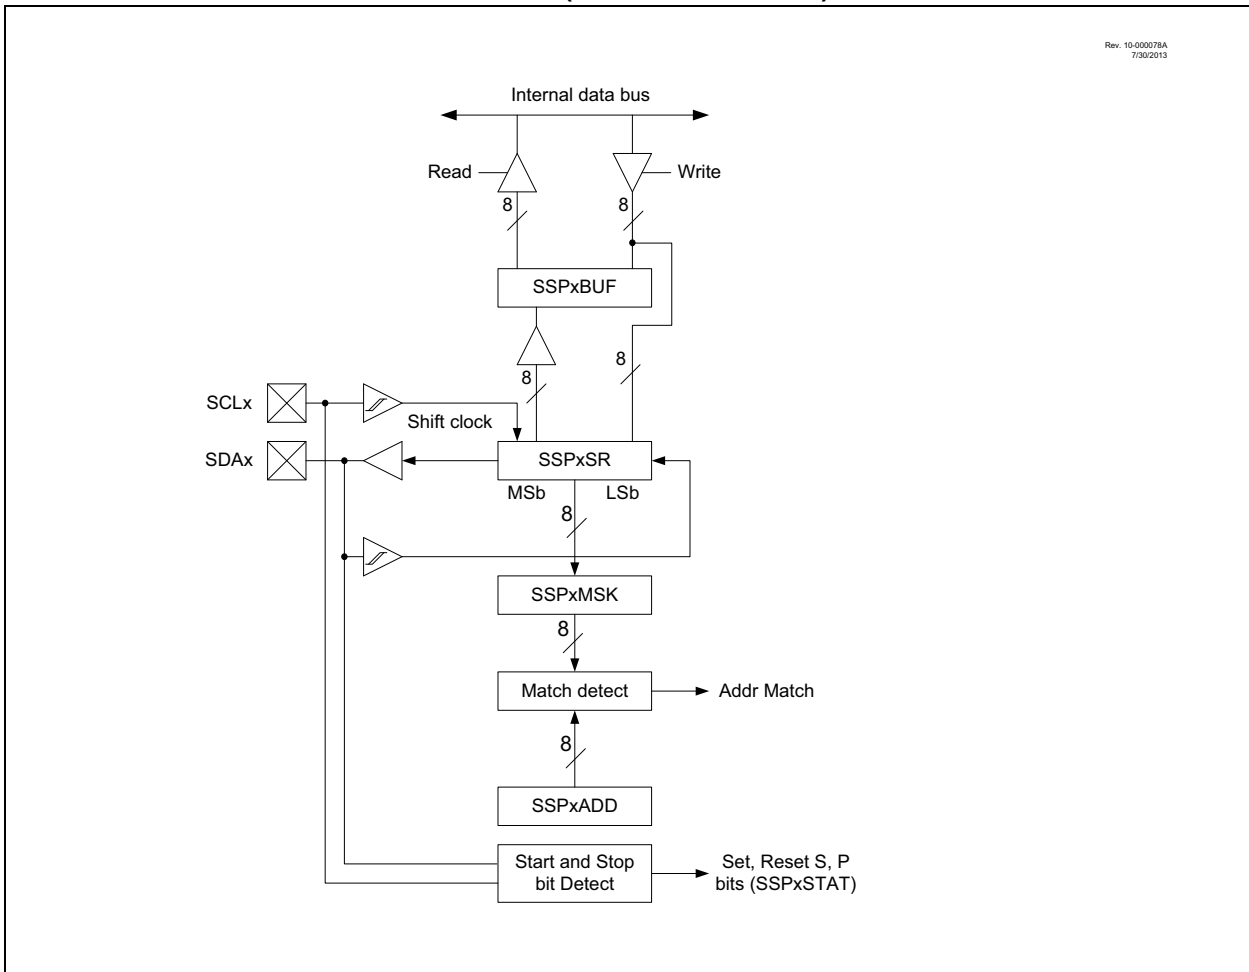 Rev. 10-000078A
7/30/2013
Internal data bus
Read
Write
8
8
SSPxBUF
8
8
SCLx
Shift clock
SDAx
SSPxSR
MSb
LSb
8
SSPxMSK
8
Match detect
Addr Match
8
SSPxADD
Start and Stop
bit Detect
Set, Reset S, P
bits (SSPxSTAT)